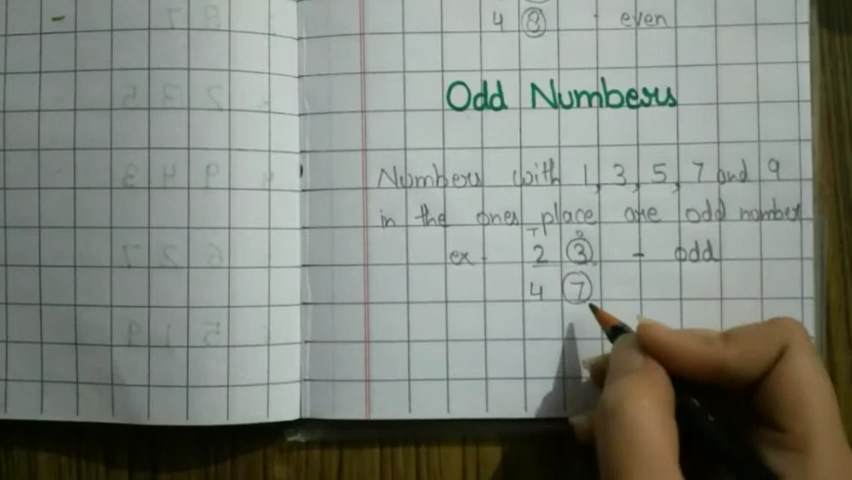 4 8 - even
Odd Numbers
Numbers with 1, 3, 5, 7 and 9
in the ones place are odd number
T O
ex - 2 3 - odd
4 7